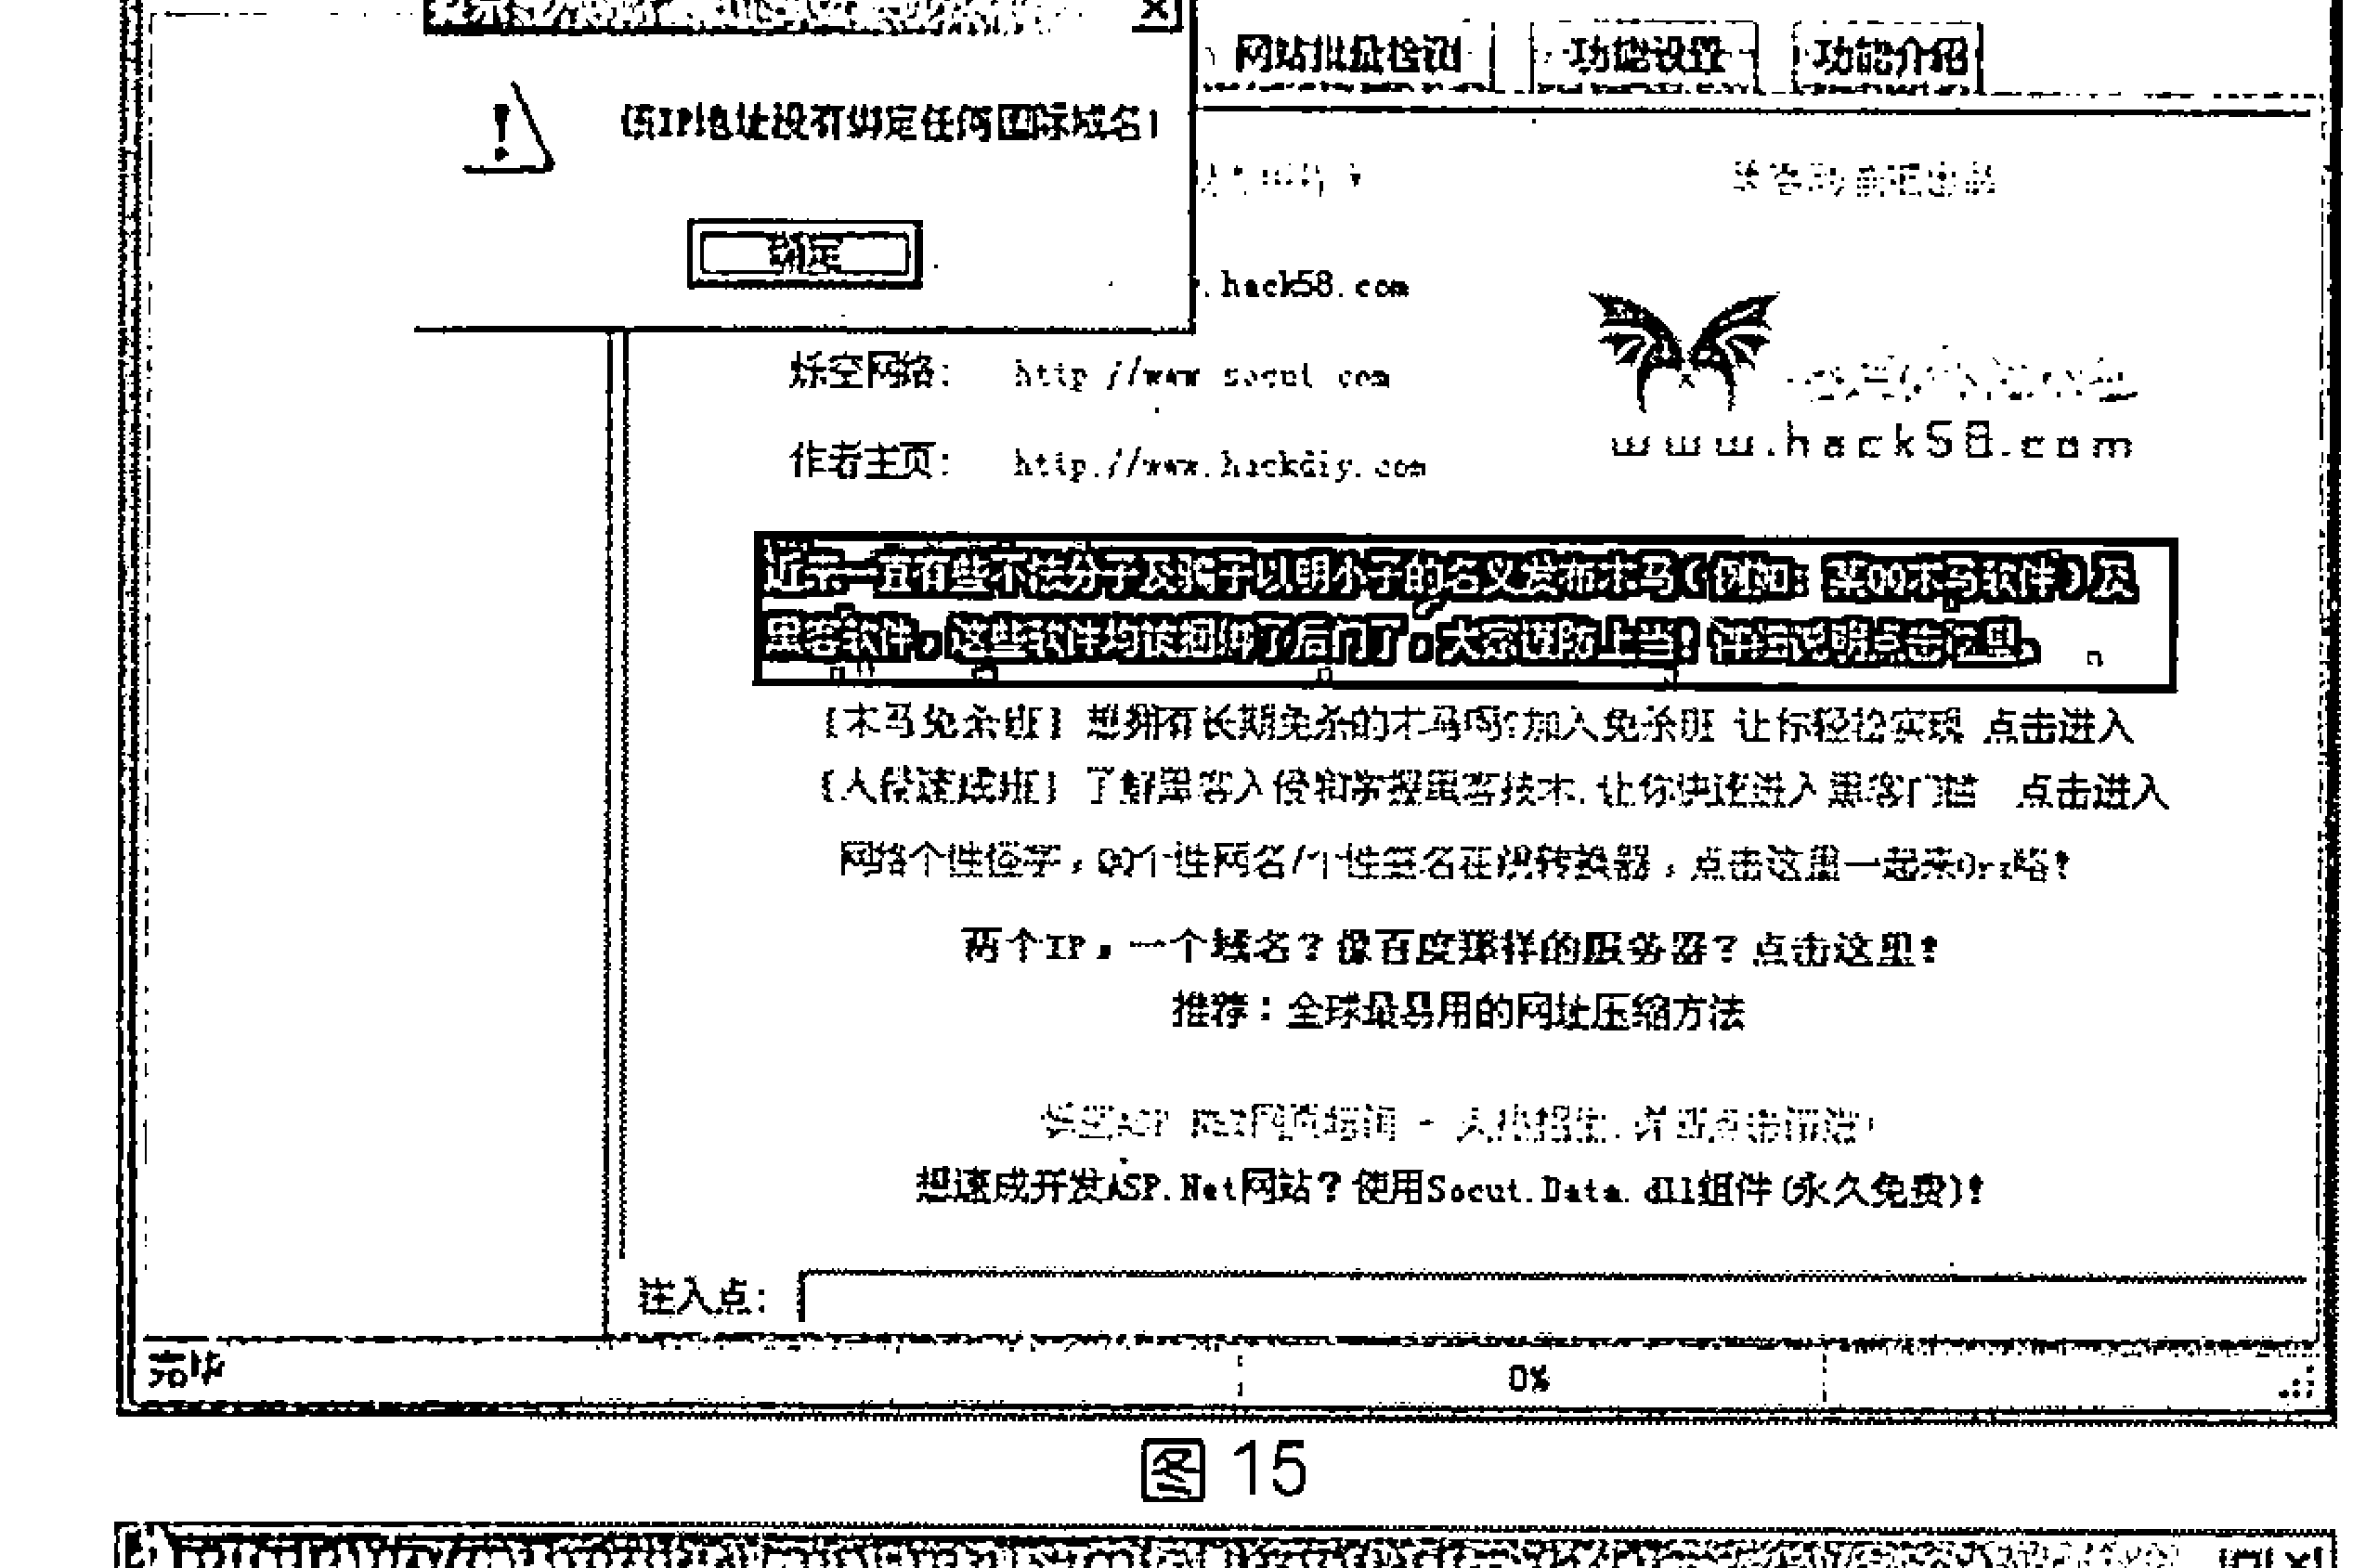 网站批量检测 功能设置 功能介绍
该IP地址没有绑定任何国际域名!
确定
.hack58.com
烁空网络: http://www.socut.com
作者主页: http://www.hackdiy.com
www.hack58.com
近来一直有些不法分子及骗子以明小子的名义发布木马(例如: 某QQ木马软件)及
黑客软件,这些软件均被捆绑了后门了,大家谨防上当! 详细说明点击这里.
[木马免杀班] 想拥有长期免杀的木马吗?加入免杀班 让你轻松实现 点击进入
[入侵速成班] 了解黑客入侵和掌握黑客技术.让你快速进入黑客门槛 点击进入
网络个性怪字,QQ个性网名/个性签名在线转换器,点击这里一起来Orz咯!
两个IP,一个域名?像百度那样的服务器?点击这里!
推荐:全球最易用的网址压缩方法
想速成开发ASP.Net网站?使用Socut.Data.dll组件(永久免费)!
注入点:
完毕 0%
图 15